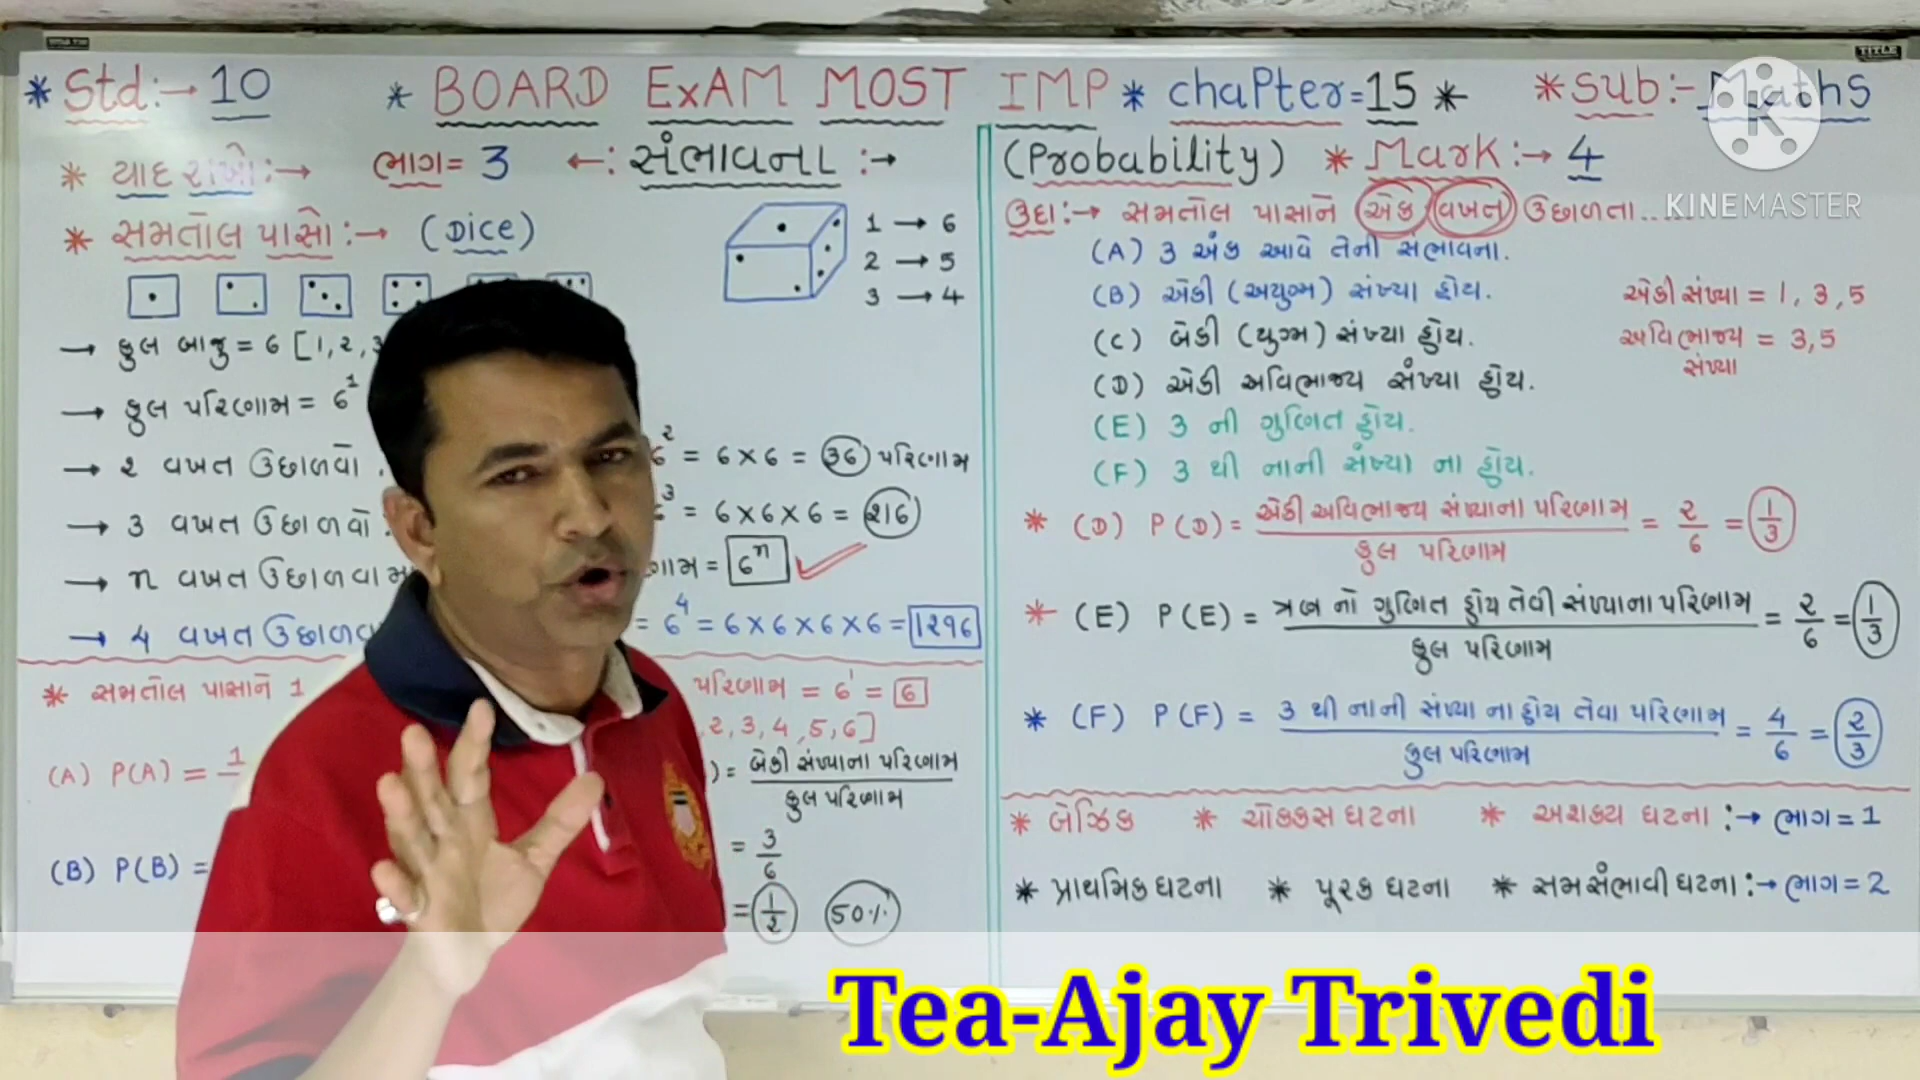 * Std:→ 10 * BOARD ExAM MOST IMP * chaPter=15 * * Sub:- Maths
* યાદ રાખો:→ ભાગ= 3 ←: સંભાવના :→
* સમતોલ પાસો:→ (Dice)
1 → 6
2 → 5
3 → 4
→ કુલ બાજુ = 6 [1,2,3
→ કુલ પરિણામ = 6¹
→ 2 વખત ઉછાળવો . 6² = 6×6 = 36 પરિણામ
→ 3 વખત ઉછાળવો . 6³ = 6×6×6 = 216
→ n વખત ઉછાળવામાં = 6ⁿ
→ 4 વખત = 6⁴ = 6×6×6×6 = 1296
* સમતોલ પાસાને 1 પરિણામ = 6¹ = 6
2, 3, 4, 5, 6]
(A) P(A) = 1
) = બેકી સંખ્યાના પરિણામ
કુલ પરિણામ
(B) P(B) = = 3/6
= 1/2 50%
(Probability) * Mark:→ 4
KINEMASTER
ઉદા:→ સમતોલ પાસાને એક વખત ઉછાળતા...
(A) 3 અંક આવે તેની સંભાવના.
(B) એકી (અયુગ્મ) સંખ્યા હોય. એકી સંખ્યા = 1, 3, 5
(C) બેકી (યુગ્મ) સંખ્યા હોય. અવિભાજ્ય = 3,5
સંખ્યા
(D) એકી અવિભાજ્ય સંખ્યા હોય.
(E) 3 ની ગુણિત હોય.
(F) 3 થી નાની સંખ્યા ના હોય.
* (D) P(D) = એકી અવિભાજ્ય સંખ્યાના પરિણામ = 2/6 = 1/3
કુલ પરિણામ
* (E) P(E) = ત્રણ નો ગુણિત હોય તેવી સંખ્યાના પરિણામ = 2/6 = 1/3
કુલ પરિણામ
* (F) P(F) = 3 થી નાની સંખ્યા ના હોય તેવા પરિણામ = 4/6 = 2/3
કુલ પરિણામ
* બેઝિક * ચોક્કસ ઘટના * અશક્ય ઘટના :→ ભાગ = 1
* પ્રાથમિક ઘટના * પૂરક ઘટના * સમસંભાવી ઘટના :→ ભાગ = 2
Tea-Ajay Trivedi